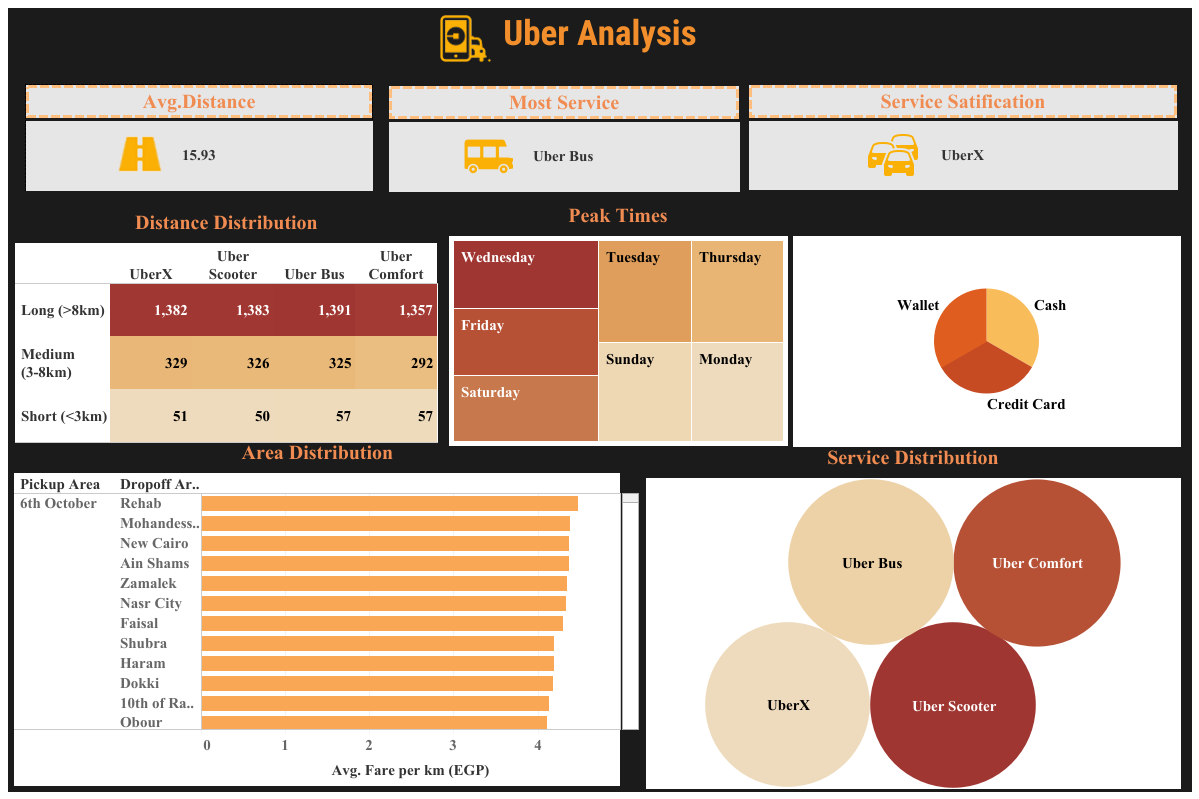 Uber Analysis
Avg.Distance
Most Service
Service Satification
15.93
Uber Bus
UberX
Distance Distribution
Peak Times
UberX
Uber
Scooter
Uber Bus
Uber
Comfort
Long (>8km)
1,382
1,383
1,391
1,357
Medium
(3-8km)
329
326
325
292
Short (<3km)
51
50
57
57
Wednesday
Friday
Saturday
Tuesday
Thursday
Sunday
Monday
Wallet
Cash
Credit Card
Area Distribution
Pickup Area
Dropoff Ar..
6th October
Rehab
Mohandess..
New Cairo
Ain Shams
Zamalek
Nasr City
Faisal
Shubra
Haram
Dokki
10th of Ra..
Obour
0 1 2 3 4
Avg. Fare per km (EGP)
Service Distribution
Uber Bus
Uber Comfort
UberX
Uber Scooter